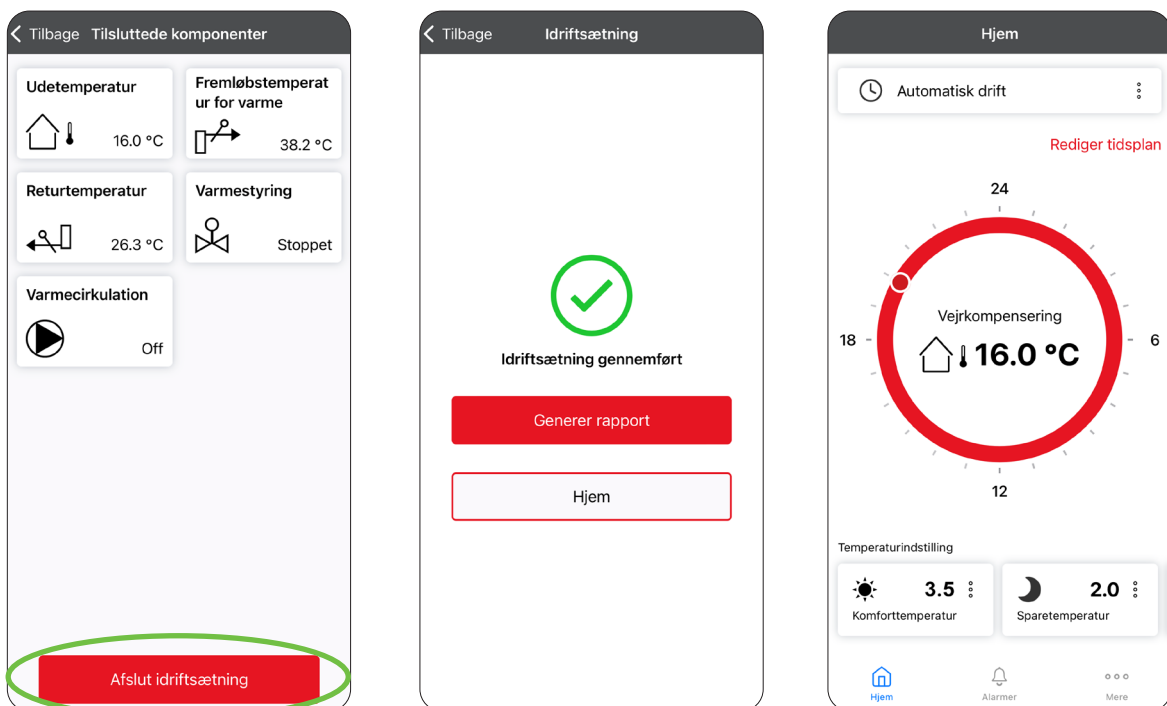 Tilbage Tilsluttede komponenter
Udetemperatur
16.0 °C
Fremløbstemperat
ur for varme
38.2 °C
Returtemperatur
26.3 °C
Varmestyring
Stoppet
Varmecirkulation
Off
Afslut idriftsætning
Tilbage Idriftsætning
Idriftsætning gennemført
Generer rapport
Hjem
Hjem
Automatisk drift
Rediger tidsplan
24
18
6
12
Vejrkompensering
16.0 °C
Temperaturindstilling
3.5
Komforttemperatur
2.0
Sparetemperatur
Hjem
Alarmer
Mere